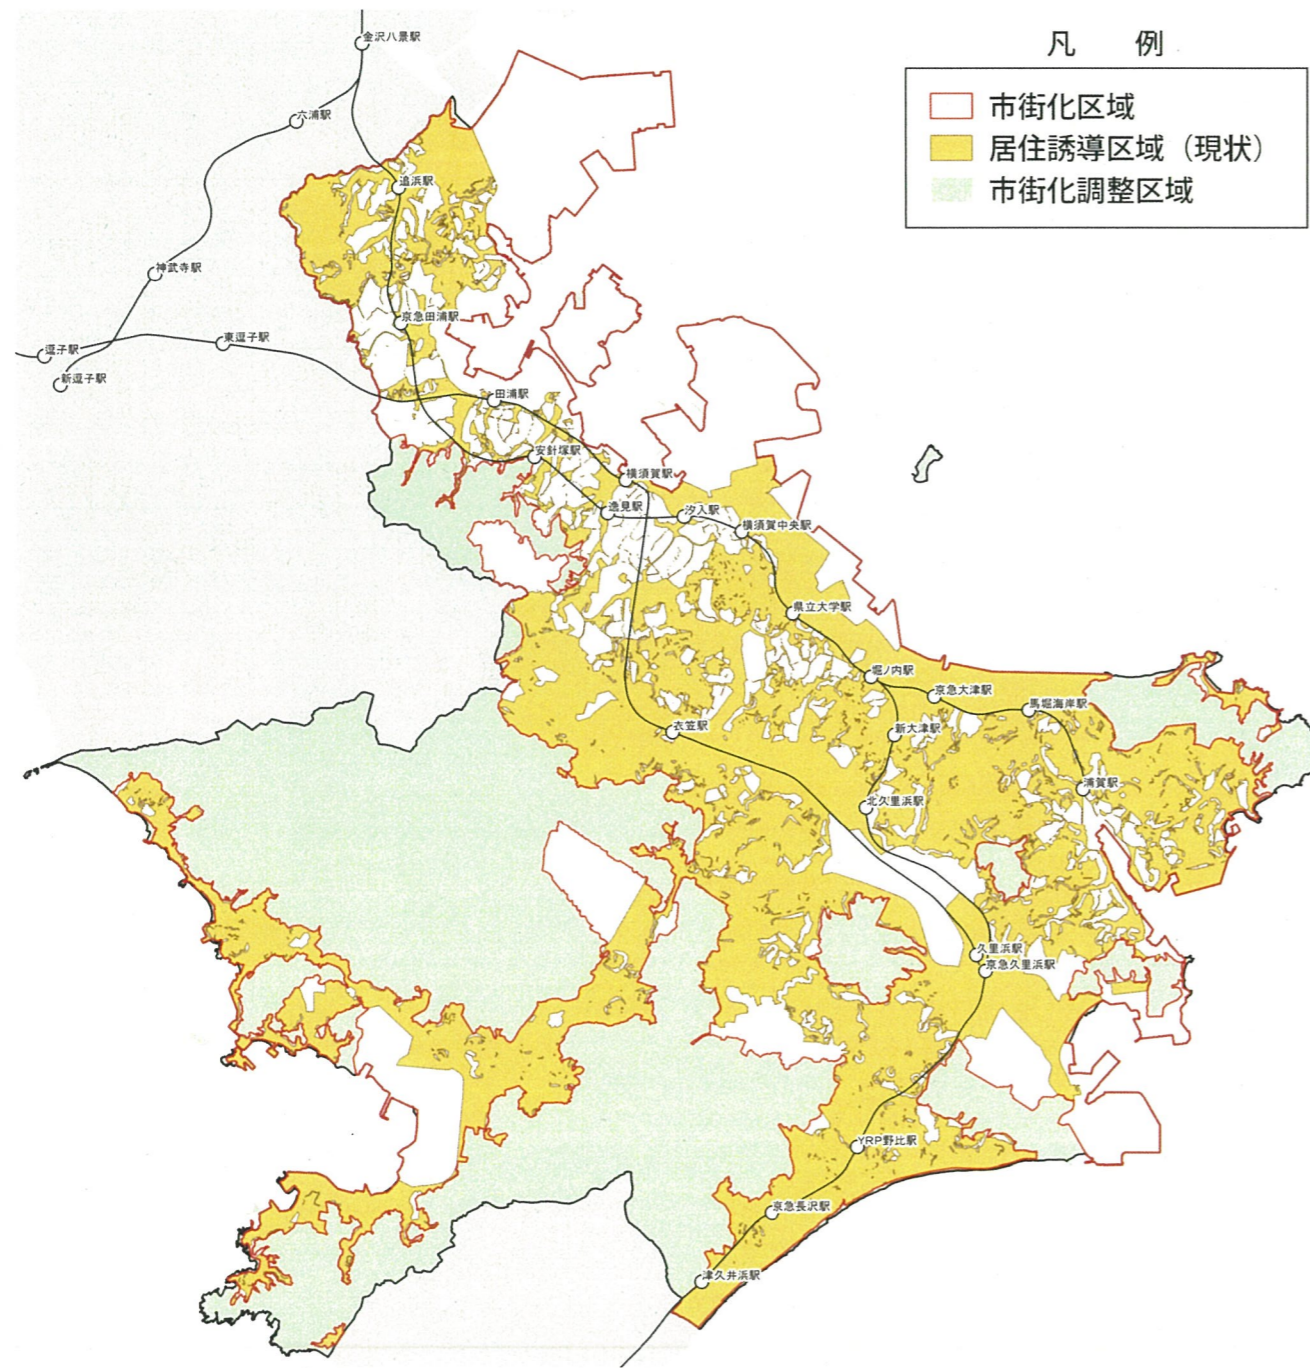 凡 例
市街化区域
居住誘導区域（現状）
市街化調整区域
金沢八景駅
六浦駅
追浜駅
神武寺駅
京急田浦駅
東逗子駅
逗子駅
新逗子駅
田浦駅
安針塚駅
横須賀駅
逸見駅
汐入駅
横須賀中央駅
県立大学駅
堀ノ内駅
京急大津駅
馬堀海岸駅
衣笠駅
新大津駅
浦賀駅
北久里浜駅
久里浜駅
京急久里浜駅
YRP野比駅
京急長沢駅
津久井浜駅